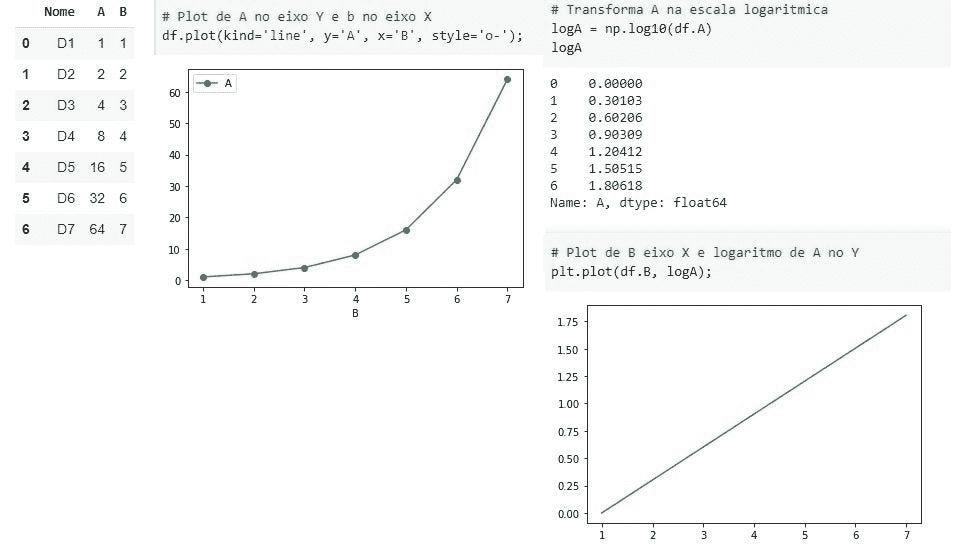 Nome A B
0 D1 1 1
1 D2 2 2
2 D3 4 3
3 D4 8 4
4 D5 16 5
5 D6 32 6
6 D7 64 7
# Plot de A no eixo Y e b no eixo X
df.plot(kind='line', y='A', x='B', style='o-');
A
60
50
40
30
20
10
0
1 2 3 4 5 6 7
B
# Transforma A na escala logaritmica
logA = np.log10(df.A)
logA
0 0.00000
1 0.30103
2 0.60206
3 0.90309
4 1.20412
5 1.50515
6 1.80618
Name: A, dtype: float64
# Plot de B eixo X e logaritmo de A no Y
plt.plot(df.B, logA);
1.75
1.50
1.25
1.00
0.75
0.50
0.25
0.00
1 2 3 4 5 6 7